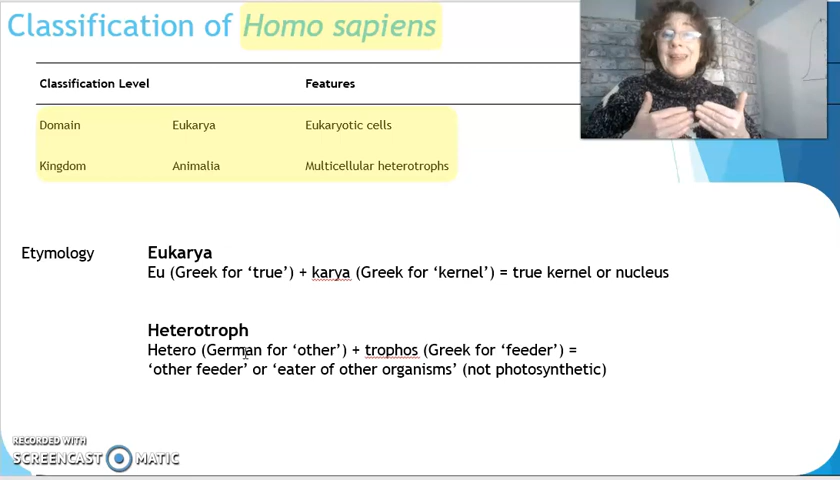 Classification of Homo sapiens
Classification Level Features
Domain Eukarya Eukaryotic cells
Kingdom Animalia Multicellular heterotrophs
Etymology Eukarya
Eu (Greek for ‘true’) + karya (Greek for ‘kernel’) = true kernel or nucleus
Heterotroph
Hetero (German for ‘other’) + trophos (Greek for ‘feeder’) =
‘other feeder’ or ‘eater of other organisms’ (not photosynthetic)
RECORDED WITH
SCREENCAST MATIC